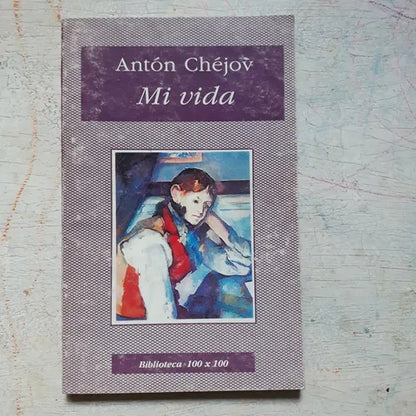 Antón Chéjov
Mi vida
Biblioteca • 100 x 100